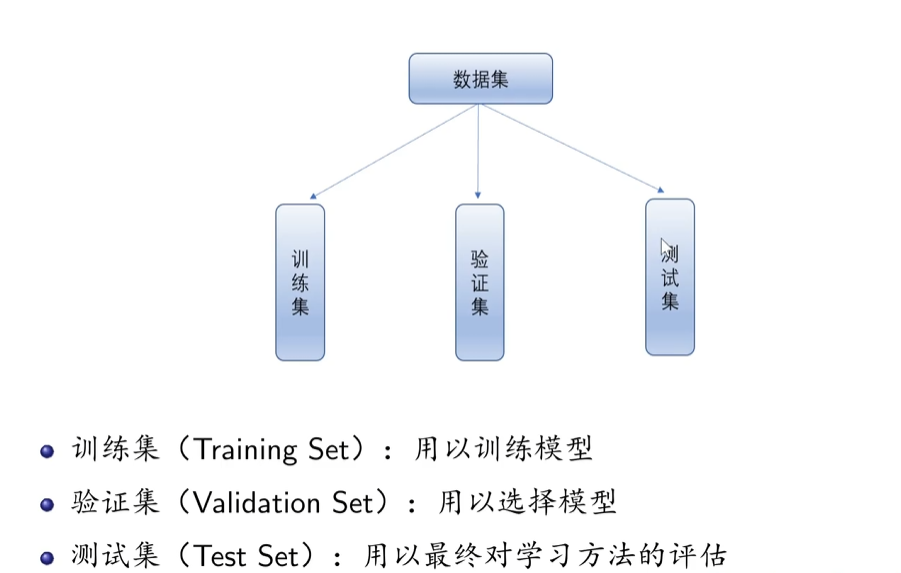 数据集
训练集
验证集
测试集
训练集（Training Set）：用以训练模型
验证集（Validation Set）：用以选择模型
测试集（Test Set）：用以最终对学习方法的评估